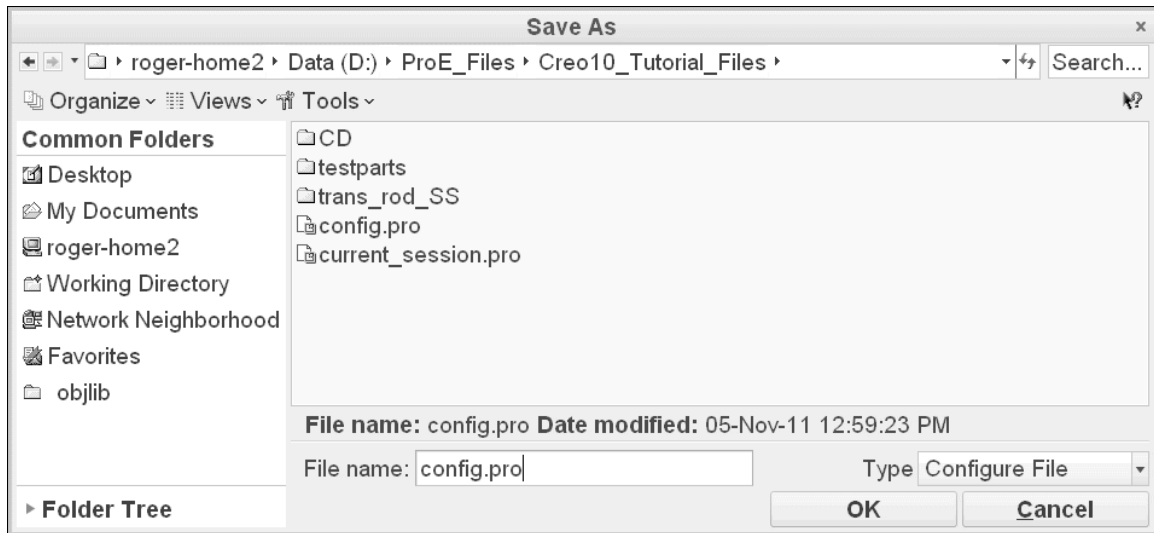 Save As
roger-home2 Data (D:) ProE_Files Creo10_Tutorial_Files Search...
Organize Views Tools
Common Folders
Desktop
My Documents
roger-home2
Working Directory
Network Neighborhood
Favorites
objlib
Folder Tree
CD
testparts
trans_rod_SS
config.pro
current_session.pro
File name: config.pro Date modified: 05-Nov-11 12:59:23 PM
File name: config.pro Type Configure File
OK Cancel